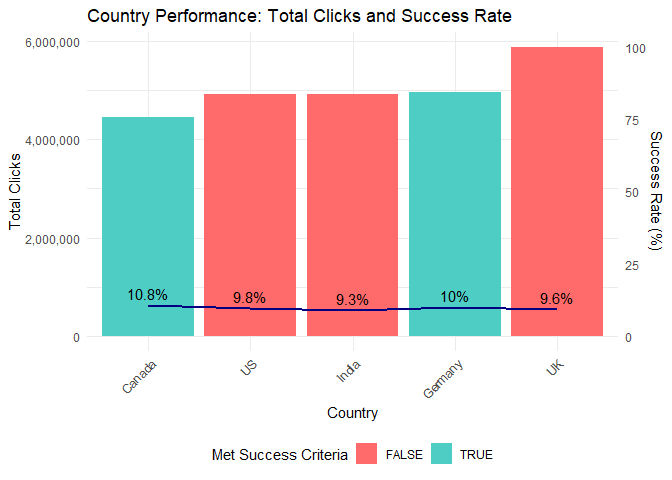 Country Performance: Total Clicks and Success Rate
6,000,000
4,000,000
2,000,000
0
Total Clicks
100
75
50
25
0
Success Rate (%)
10.8%
9.8%
9.3%
10%
9.6%
Canada
US
India
Germany
UK
Country
Met Success Criteria
FALSE
TRUE